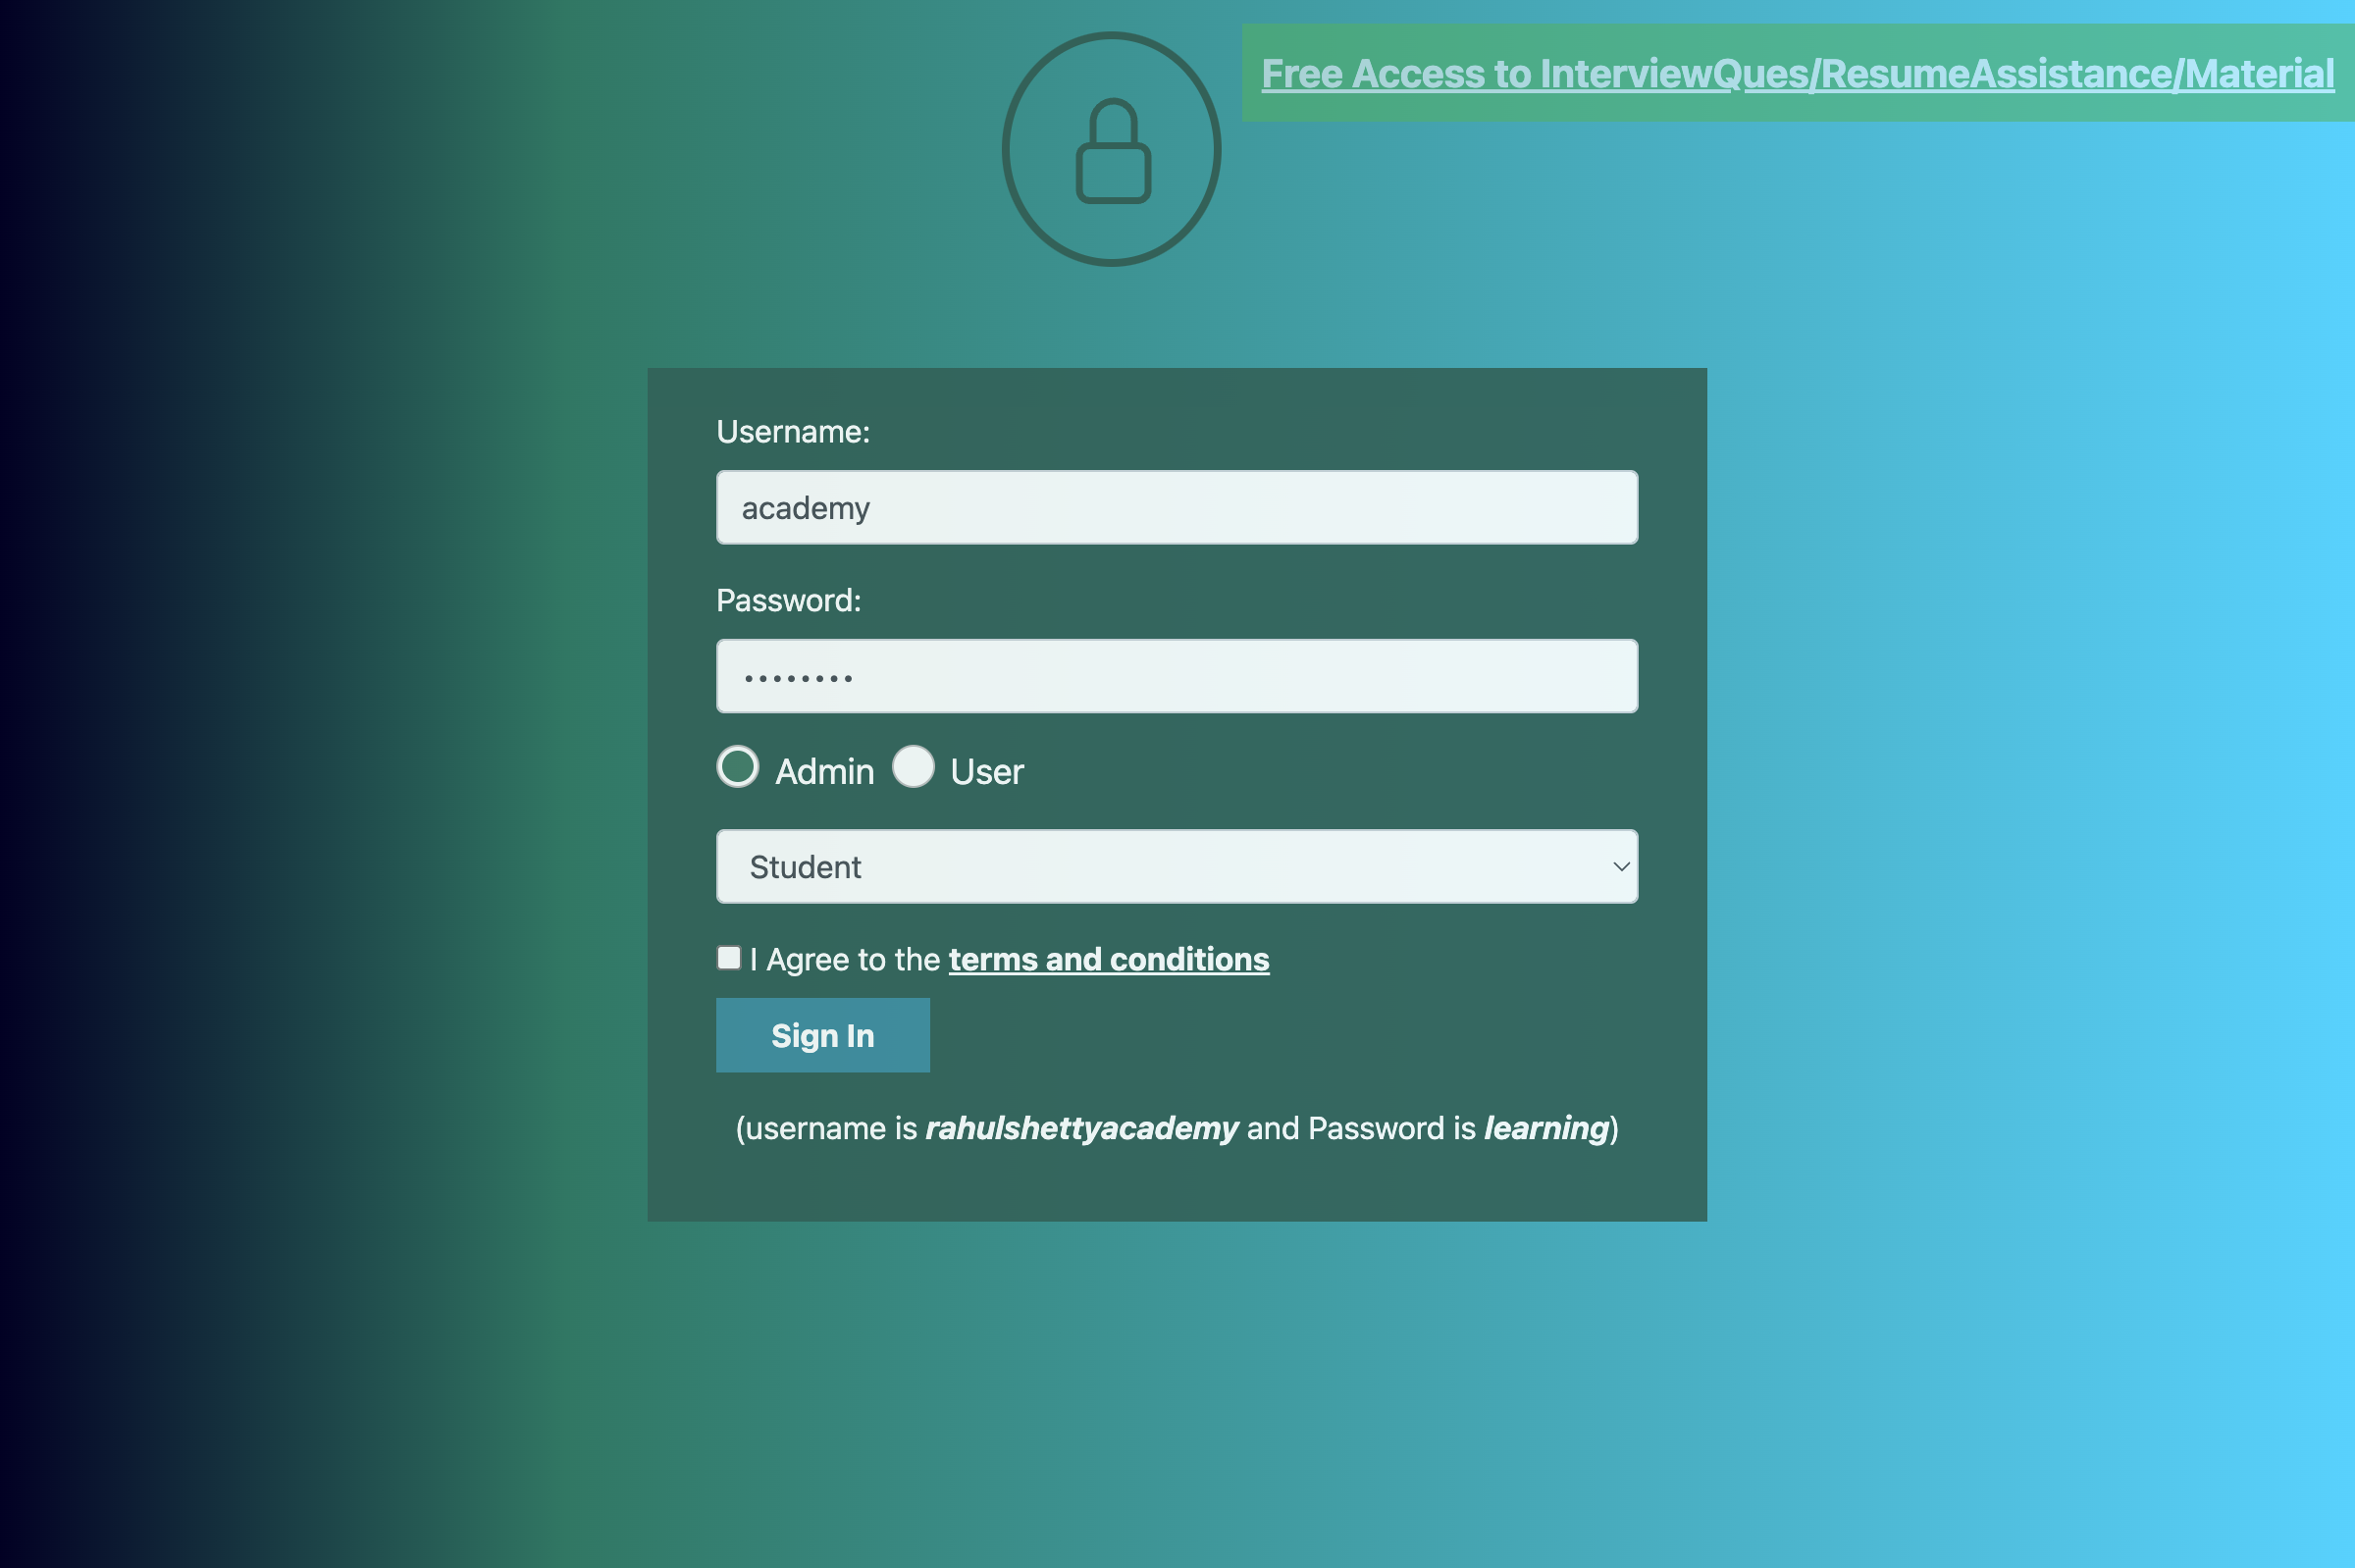 Free Access to InterviewQues/ResumeAssistance/Material
Username:
academy
Password:
••••••••
Admin User
Student
I Agree to the terms and conditions
Sign In
(username is rahulshettyacademy and Password is learning)